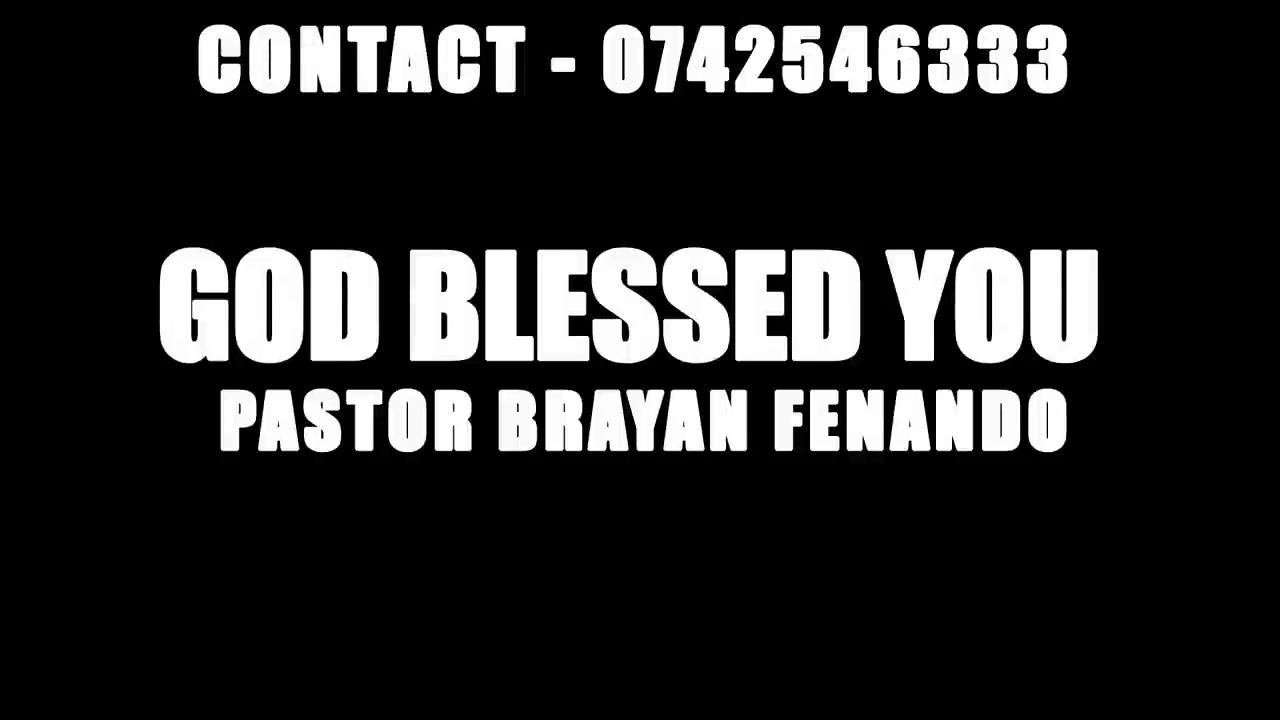 CONTACT - 0742546333
GOD BLESSED YOU
PASTOR BRAYAN FENANDO